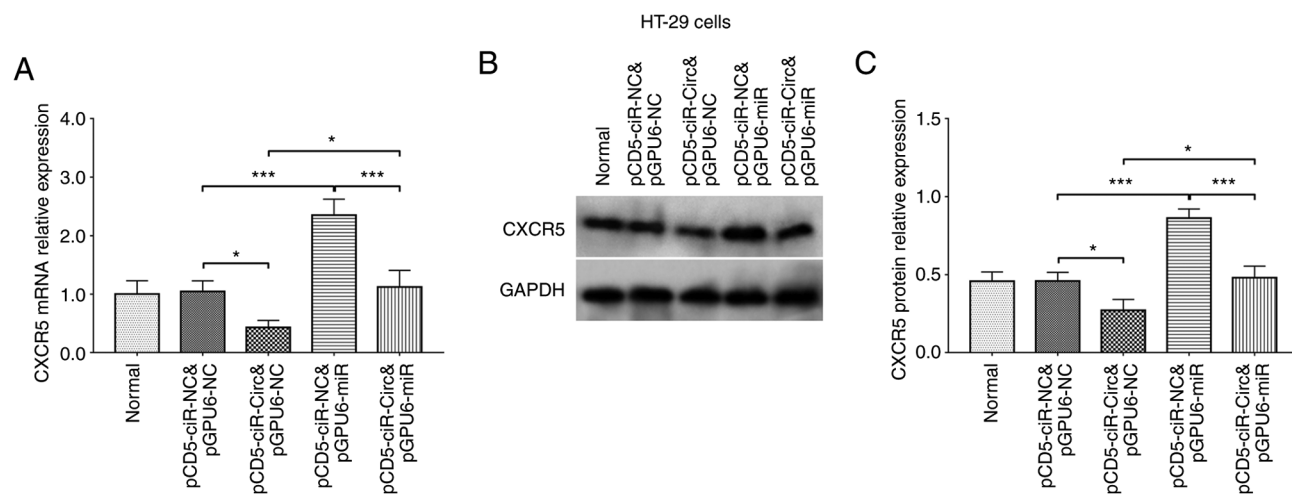 HT-29 cells
A
CXCR5 mRNA relative expression
4.0
3.0
2.0
1.0
0.0
*
***
***
*
Normal
pCD5-ciR-NC&
pGPU6-NC
pCD5-ciR-Circ&
pGPU6-NC
pCD5-ciR-NC&
pGPU6-miR
pCD5-ciR-Circ&
pGPU6-miR
B
Normal
pCD5-ciR-NC&
pGPU6-NC
pCD5-ciR-Circ&
pGPU6-NC
pCD5-ciR-NC&
pGPU6-miR
pCD5-ciR-Circ&
pGPU6-miR
CXCR5
GAPDH
C
CXCR5 protein relative expression
1.5
1.0
0.5
0.0
*
***
***
*
Normal
pCD5-ciR-NC&
pGPU6-NC
pCD5-ciR-Circ&
pGPU6-NC
pCD5-ciR-NC&
pGPU6-miR
pCD5-ciR-Circ&
pGPU6-miR